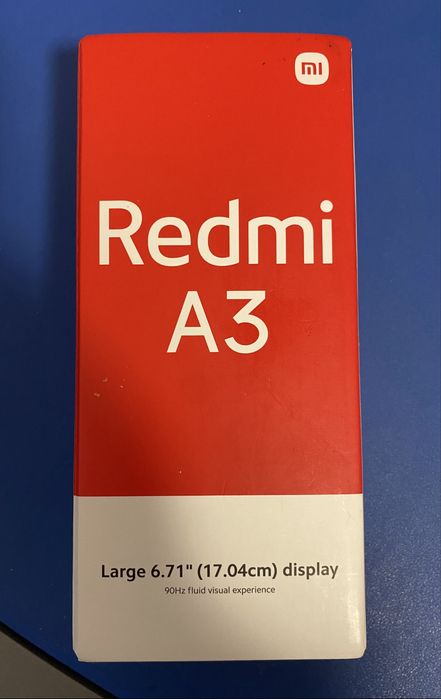 mi
Redmi
A3
Large 6.71" (17.04cm) display
90Hz fluid visual experience